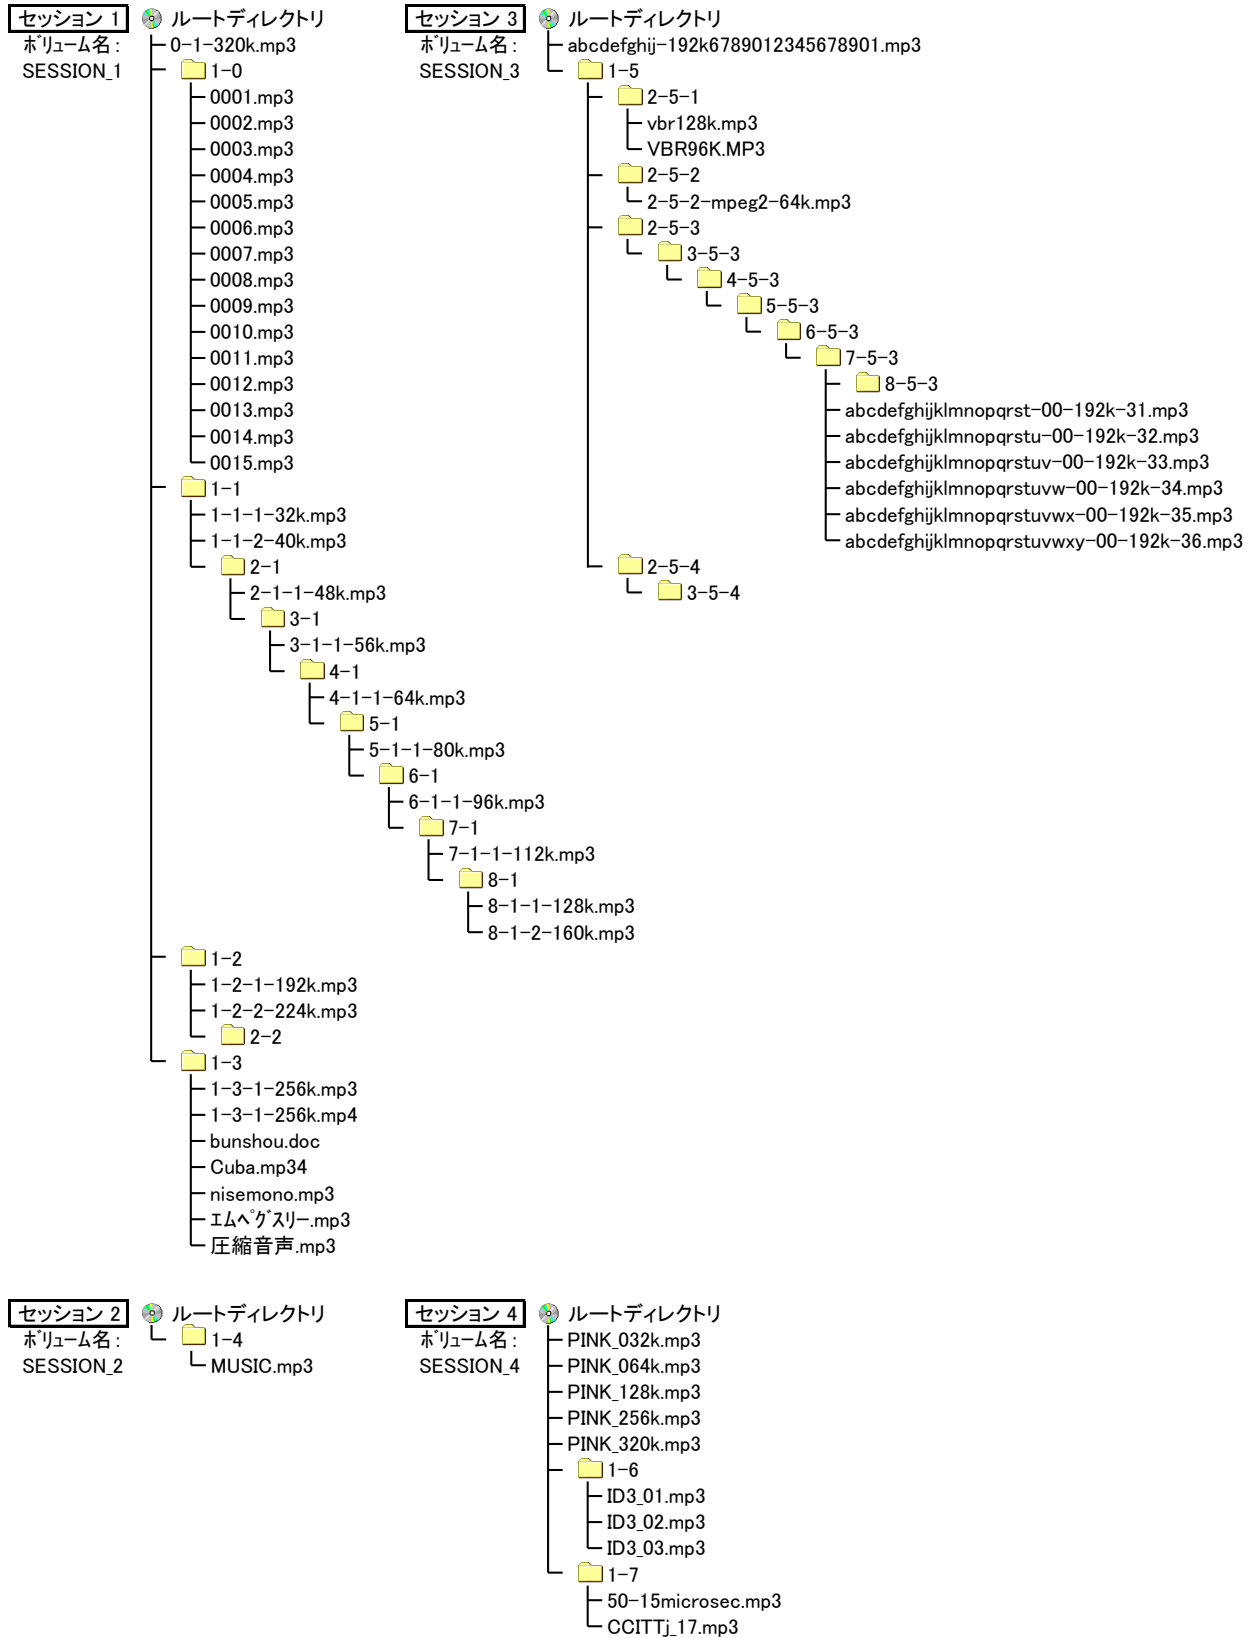 セッション 1 ルートディレクトリ
ﾎﾞﾘｭｰﾑ名 :
SESSION_1
0-1-320k.mp3
1-0
0001.mp3
0002.mp3
0003.mp3
0004.mp3
0005.mp3
0006.mp3
0007.mp3
0008.mp3
0009.mp3
0010.mp3
0011.mp3
0012.mp3
0013.mp3
0014.mp3
0015.mp3
1-1
1-1-1-32k.mp3
1-1-2-40k.mp3
2-1
2-1-1-48k.mp3
3-1
3-1-1-56k.mp3
4-1
4-1-1-64k.mp3
5-1
5-1-1-80k.mp3
6-1
6-1-1-96k.mp3
7-1
7-1-1-112k.mp3
8-1
8-1-1-128k.mp3
8-1-2-160k.mp3
1-2
1-2-1-192k.mp3
1-2-2-224k.mp3
2-2
1-3
1-3-1-256k.mp3
1-3-1-256k.mp4
bunshou.doc
Cuba.mp34
nisemono.mp3
ｴﾑﾍﾟｸﾞｽﾘｰ.mp3
圧縮音声.mp3
セッション 2 ルートディレクトリ
ﾎﾞﾘｭｰﾑ名 :
SESSION_2
1-4
MUSIC.mp3
セッション 3 ルートディレクトリ
ﾎﾞﾘｭｰﾑ名 :
SESSION_3
abcdefghij-192k6789012345678901.mp3
1-5
2-5-1
vbr128k.mp3
VBR96K.MP3
2-5-2
2-5-2-mpeg2-64k.mp3
2-5-3
3-5-3
4-5-3
5-5-3
6-5-3
7-5-3
8-5-3
abcdefghijklmnopqrst-00-192k-31.mp3
abcdefghijklmnopqrstu-00-192k-32.mp3
abcdefghijklmnopqrstuv-00-192k-33.mp3
abcdefghijklmnopqrstuvw-00-192k-34.mp3
abcdefghijklmnopqrstuvwx-00-192k-35.mp3
abcdefghijklmnopqrstuvwxy-00-192k-36.mp3
2-5-4
3-5-4
セッション 4 ルートディレクトリ
ﾎﾞﾘｭｰﾑ名 :
SESSION_4
PINK_032k.mp3
PINK_064k.mp3
PINK_128k.mp3
PINK_256k.mp3
PINK_320k.mp3
1-6
ID3_01.mp3
ID3_02.mp3
ID3_03.mp3
1-7
50-15microsec.mp3
CCITTj_17.mp3